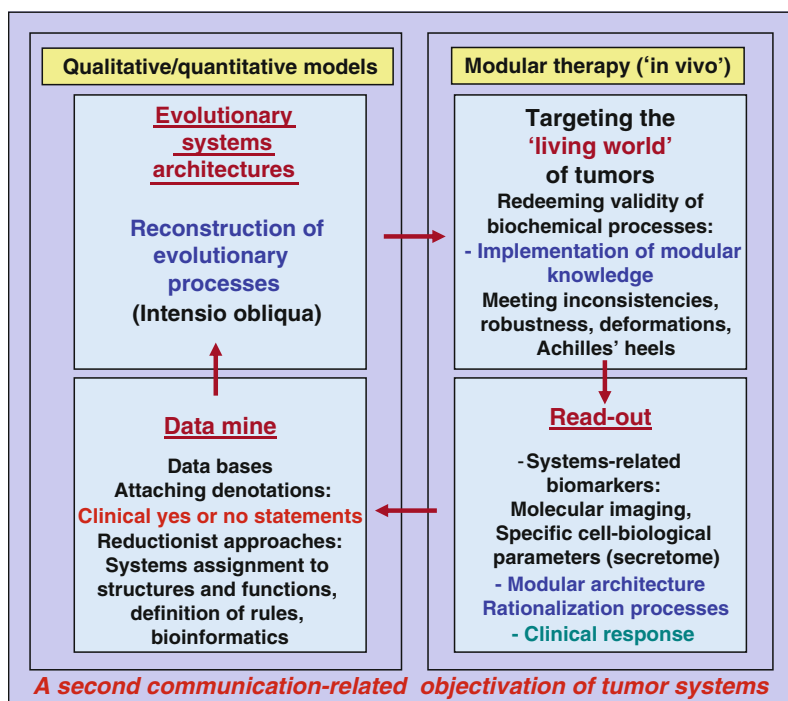 Qualitative/quantitative models
Evolutionary
systems
architectures
Reconstruction of
evolutionary
processes
(Intensio obliqua)
Data mine
Data bases
Attaching denotations:
Clinical yes or no statements
Reductionist approaches:
Systems assignment to
structures and functions,
definition of rules,
bioinformatics
Modular therapy (‘in vivo’)
Targeting the
‘living world’
of tumors
Redeeming validity of
biochemical processes:
- Implementation of modular
knowledge
Meeting inconsistencies,
robustness, deformations,
Achilles’ heels
Read-out
-Systems-related
biomarkers:
Molecular imaging,
Specific cell-biological
parameters (secretome)
- Modular architecture
Rationalization processes
- Clinical response
A second communication-related objectivation of tumor systems